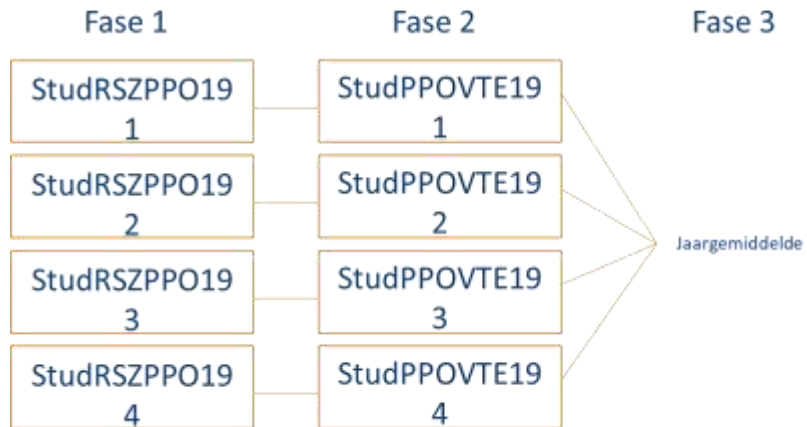 Fase 1 Fase 2 Fase 3
StudRSZPPO19 StudPPOVTE19
1 1
StudRSZPPO19 StudPPOVTE19
2 2
Jaargemiddelde
StudRSZPPO19 StudPPOVTE19
3 3
StudRSZPPO19 StudPPOVTE19
4 4